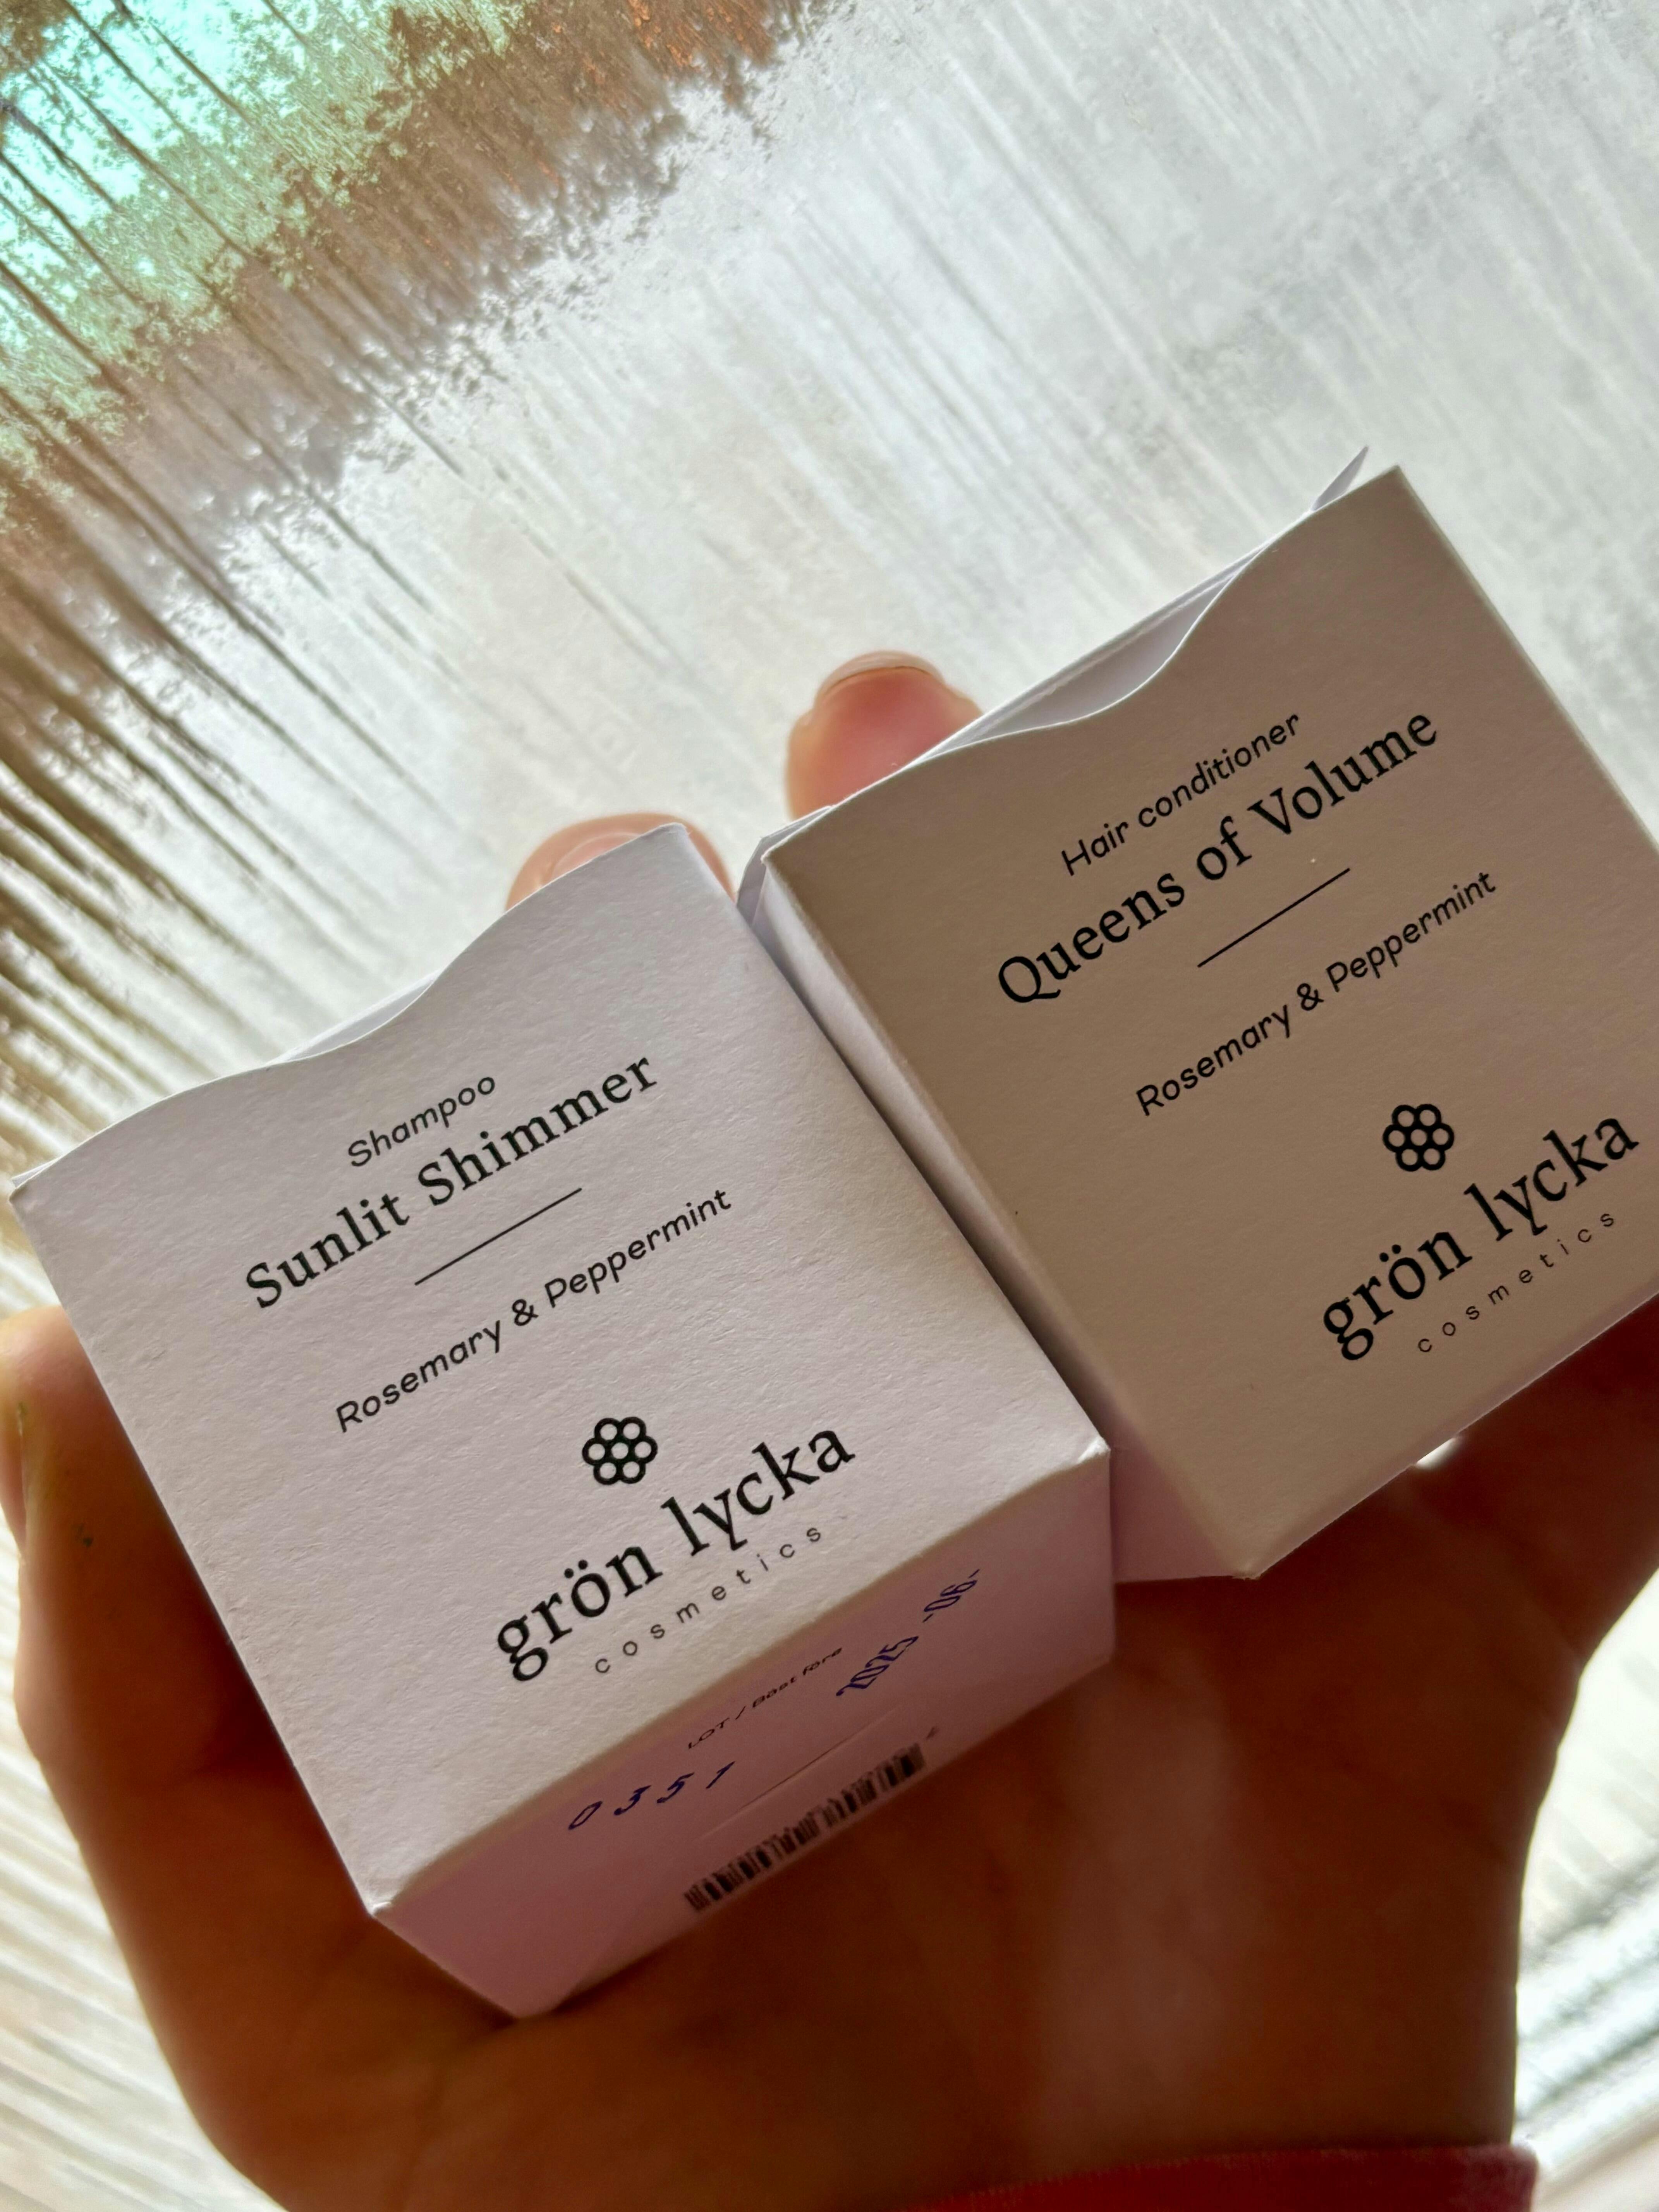 Shampoo
Sunlit Shimmer
Rosemary & Peppermint
grön lycka
cosmetics
LOT / Bäst före
0351
2025-06-
Hair conditioner
Queens of Volume
Rosemary & Peppermint
grön lycka
cosmetics